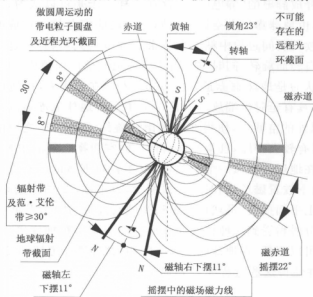 做圆周运动的
带电粒子圆盘
及近程光环截面
赤道
黄轴
倾角23°
转轴
不可能
存在的
远程光
环截面
磁赤道
30°
8°
8°
S
S
辐射带
及范·艾伦
带≥30°
地球辐射
带截面
磁轴左
下摆11°
N
N
磁轴右下摆11°
摇摆中的磁场磁力线
磁赤道
摇摆22°